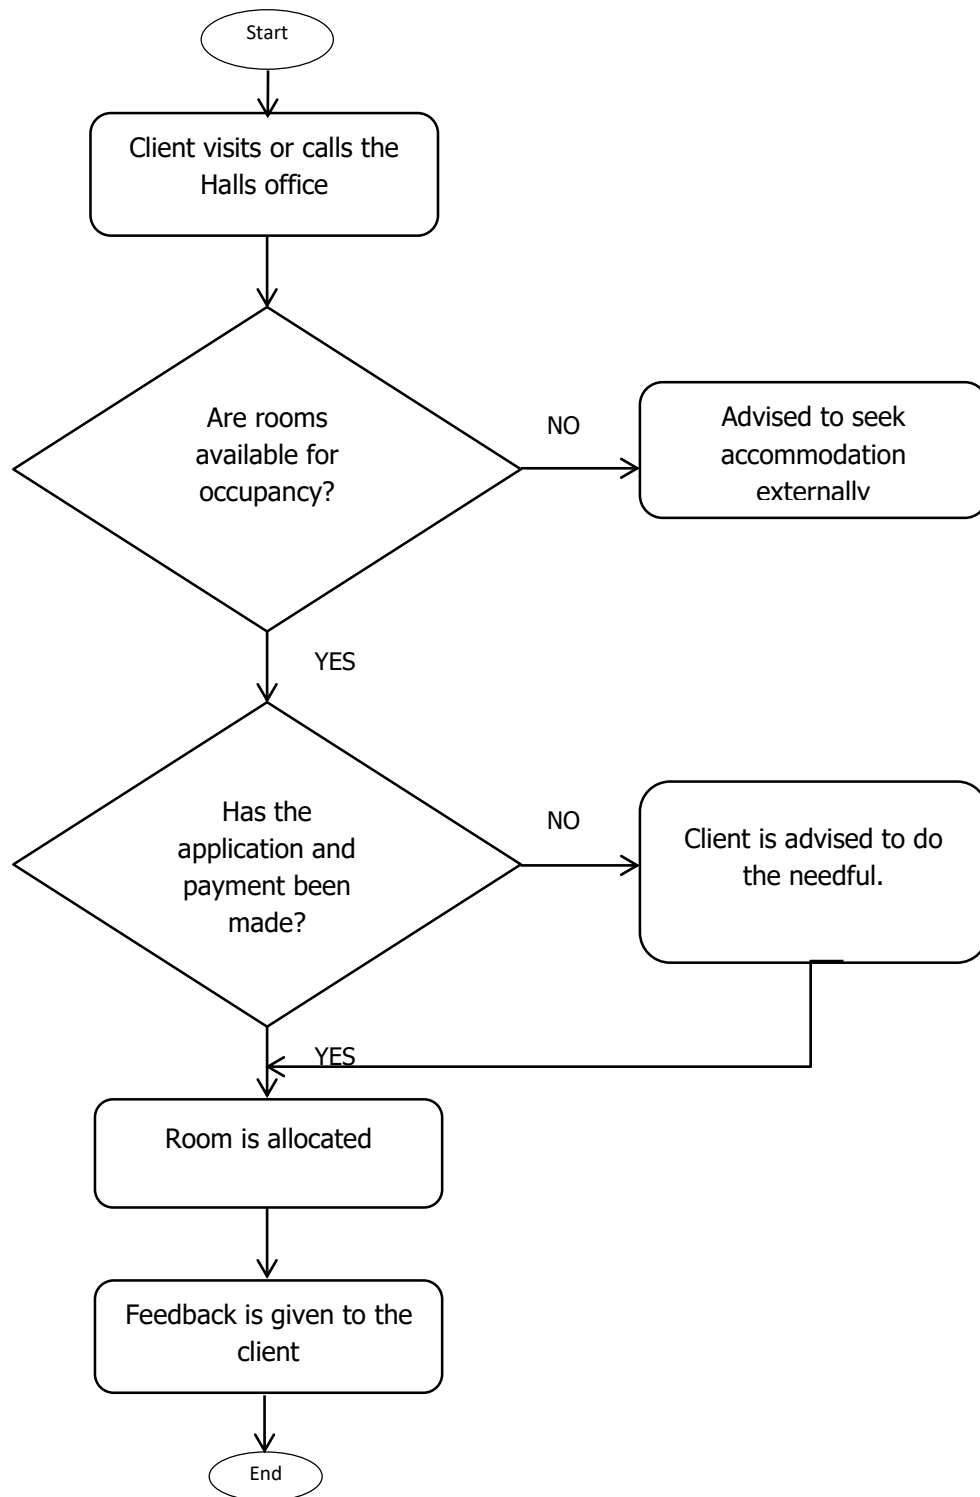 Start
Client visits or calls the
Halls office
Are rooms
available for
occupancy?
NO
Advised to seek
accommodation
externally
YES
Has the
application and
payment been
made?
NO
Client is advised to do
the needful.
YES
Room is allocated
Feedback is given to the
client
End